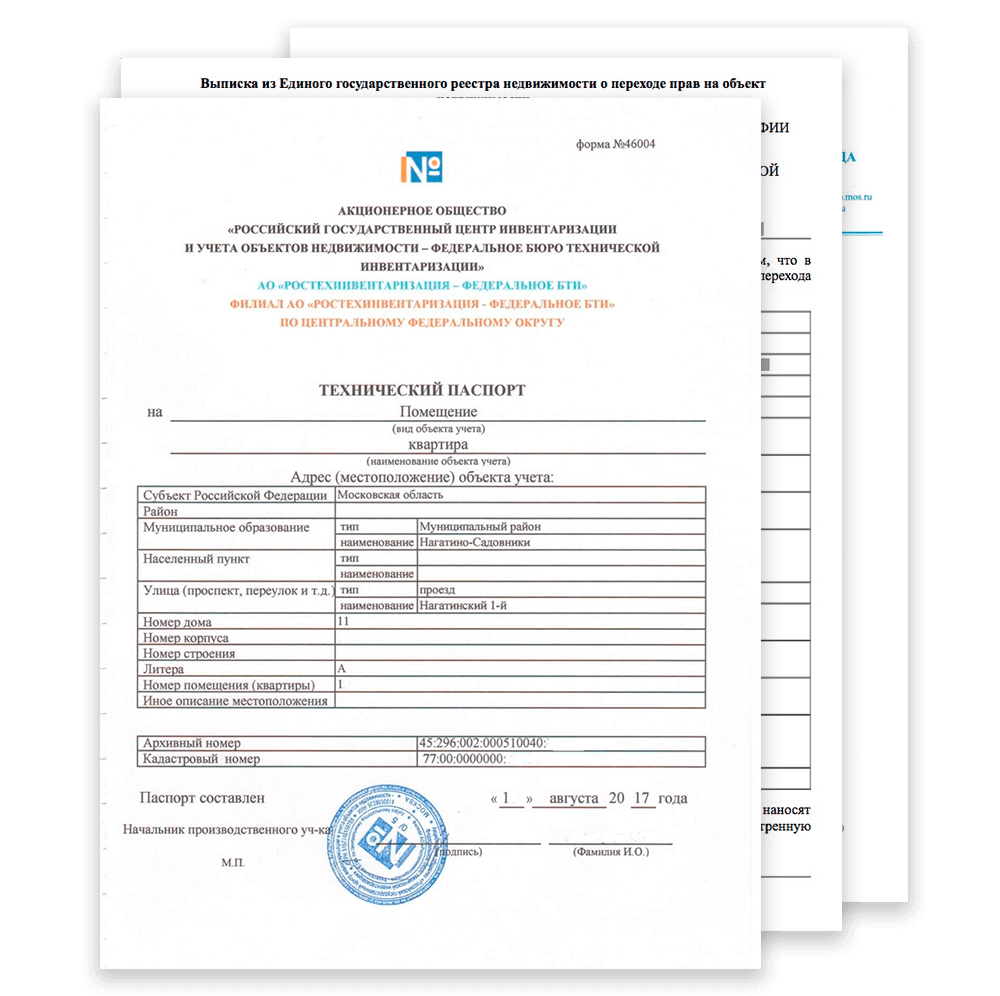 Выписка из Единого государственного реестра недвижимости о переходе прав на объект
ФИИ
ОЙ
ЦА
.mos.ru
м, что в
перехода
наносят
тренную
форма №46004
№
АКЦИОНЕРНОЕ ОБЩЕСТВО
«РОССИЙСКИЙ ГОСУДАРСТВЕННЫЙ ЦЕНТР ИНВЕНТАРИЗАЦИИ
И УЧЕТА ОБЪЕКТОВ НЕДВИЖИМОСТИ – ФЕДЕРАЛЬНОЕ БЮРО ТЕХНИЧЕСКОЙ
ИНВЕНТАРИЗАЦИИ»
АО «РОСТЕХИНВЕНТАРИЗАЦИЯ – ФЕДЕРАЛЬНОЕ БТИ»
ФИЛИАЛ АО «РОСТЕХИНВЕНТАРИЗАЦИЯ - ФЕДЕРАЛЬНОЕ БТИ»
ПО ЦЕНТРАЛЬНОМУ ФЕДЕРАЛЬНОМУ ОКРУГУ
ТЕХНИЧЕСКИЙ ПАСПОРТ
на Помещение
(вид объекта учета)
квартира
(наименование объекта учета)
Адрес (местоположение) объекта учета:
Субъект Российской Федерации Московская область
Район
Муниципальное образование тип Муниципальный район
наименование Нагатино-Садовники
Населенный пункт тип
наименование
Улица (проспект, переулок и т.д.) тип проезд
наименование Нагатинский 1-й
Номер дома 11
Номер корпуса
Номер строения
Литера А
Номер помещения (квартиры) 1
Иное описание местоположения
Архивный номер 45:296:002:000510040:
Кадастровый номер 77:00:0000000:
Паспорт составлен « 1 » августа 20 17 года
Начальник производственного уч-ка
(подпись) (Фамилия И.О.)
М.П.
МОСКВА